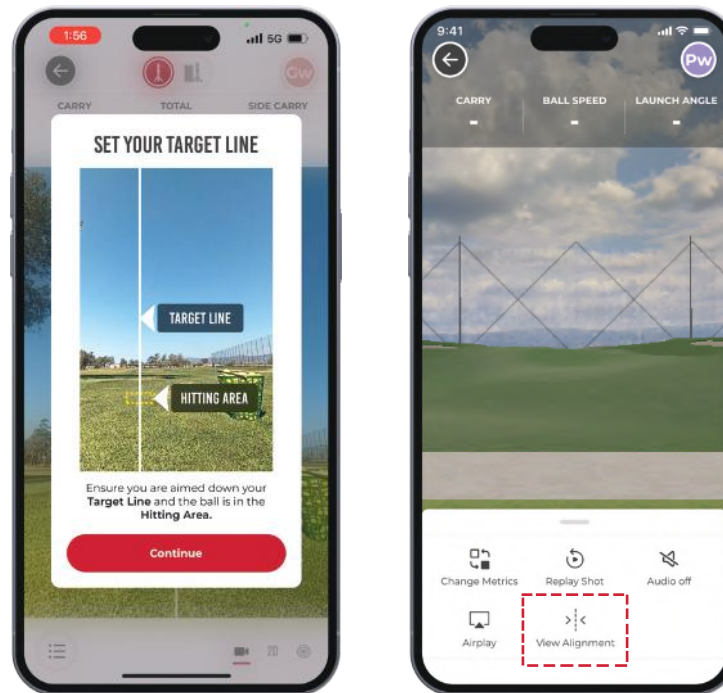 1:56
5G
Gw
CARRY TOTAL SIDE CARRY
SET YOUR TARGET LINE
TARGET LINE
HITTING AREA
Ensure you are aimed down your
Target Line and the ball is in the
Hitting Area.
Continue
2D
9:41
Pw
CARRY BALL SPEED LAUNCH ANGLE
- - -
Change Metrics Replay Shot Audio off
Airplay View Alignment